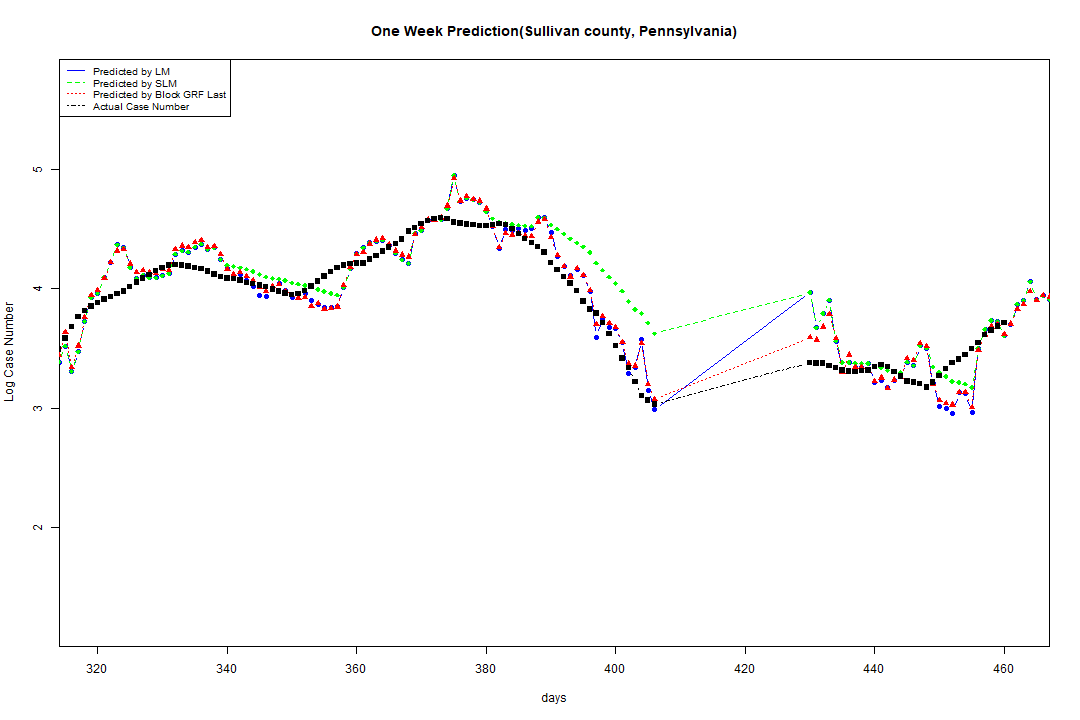 One Week Prediction(Sullivan county, Pennsylvania)
Predicted by LM
Predicted by SLM
Predicted by Block GRF Last
Actual Case Number
5
4
3
2
Log Case Number
320 340 360 380 400 420 440 460
days